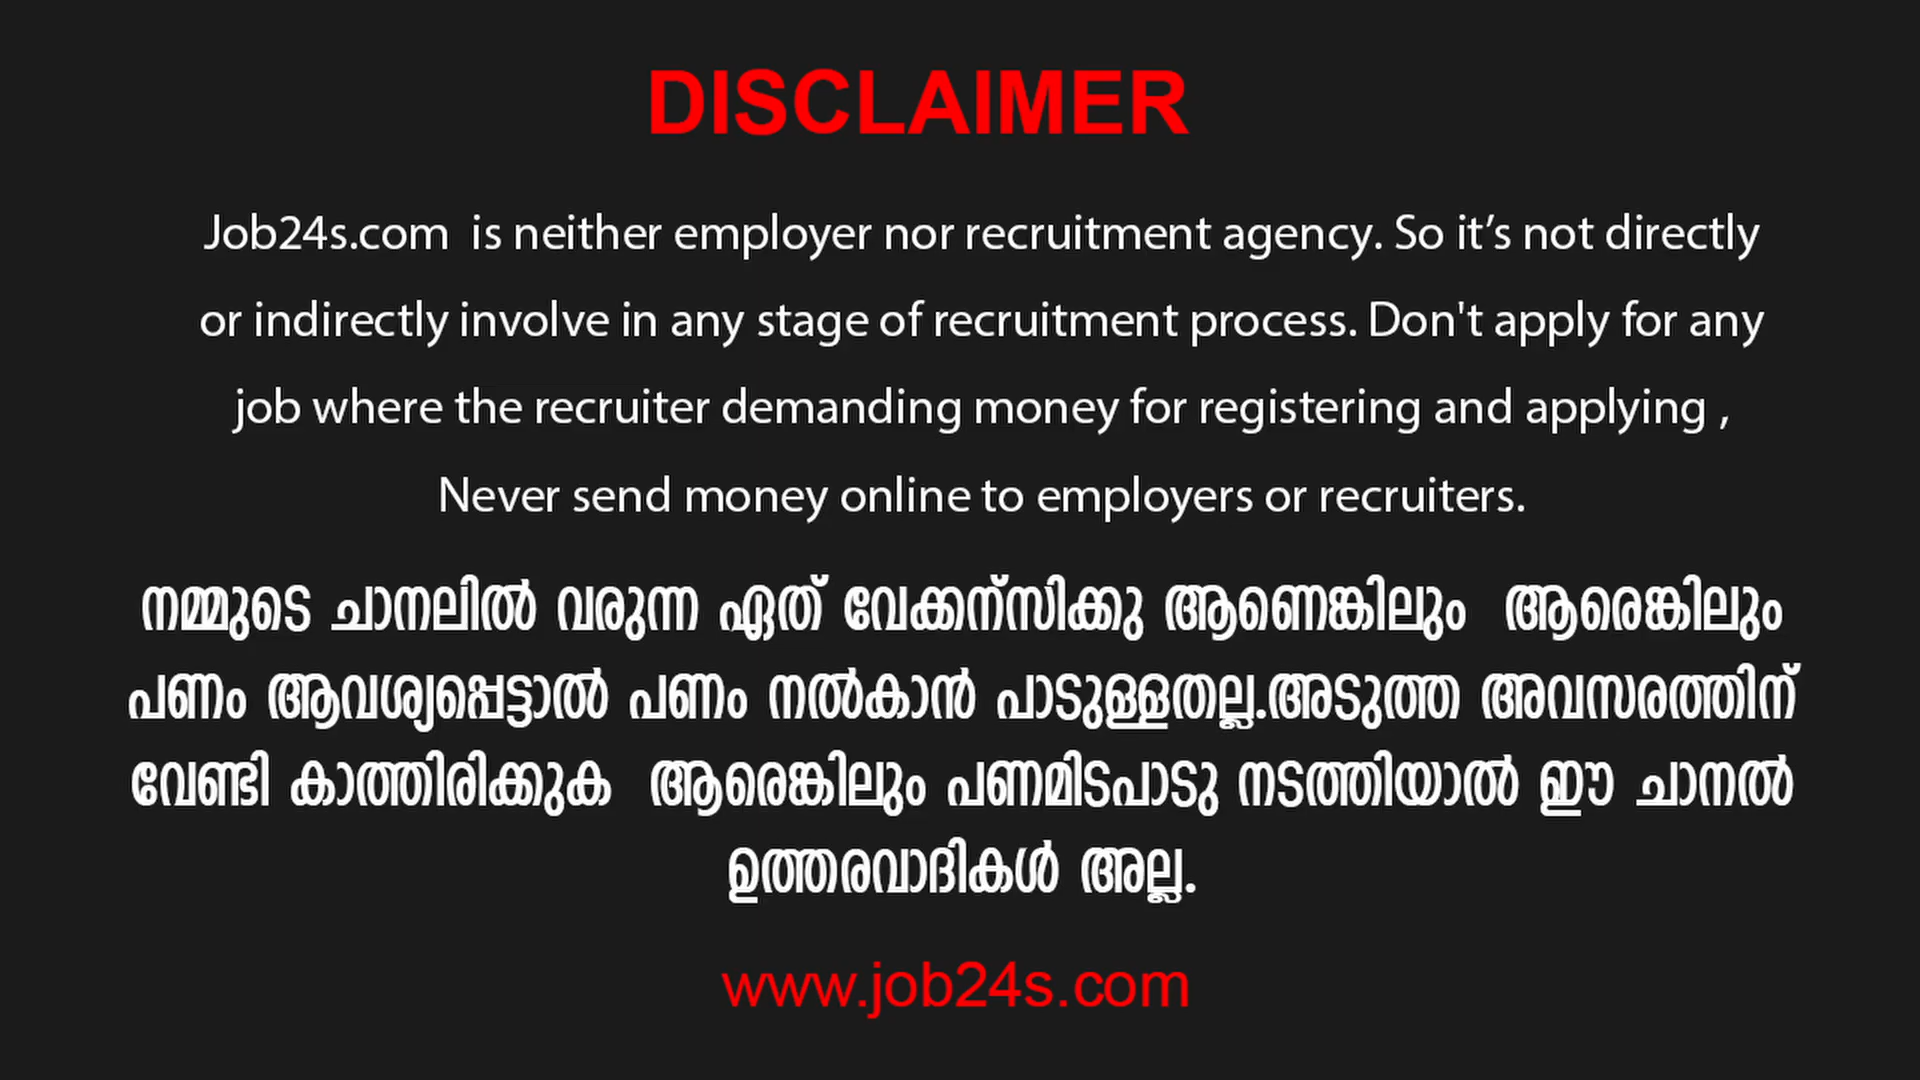 DISCLAIMER
Job24s.com is neither employer nor recruitment agency. So it’s not directly
or indirectly involve in any stage of recruitment process. Don't apply for any
job where the recruiter demanding money for registering and applying ,
Never send money online to employers or recruiters.
നമ്മുടെ ചാനലിൽ വരുന്ന ഏത് വേക്കന്സിക്കു ആണെങ്കിലും ആരെങ്കിലും
പണം ആവശ്യപ്പെട്ടാൽ പണം നൽകാൻ പാടുള്ളതല്ല.അടുത്ത അവസരത്തിന്
വേണ്ടി കാത്തിരിക്കുക ആരെങ്കിലും പണമിടപാടു നടത്തിയാൽ ഈ ചാനൽ
ഉത്തരവാദികൾ അല്ല.
www.job24s.com